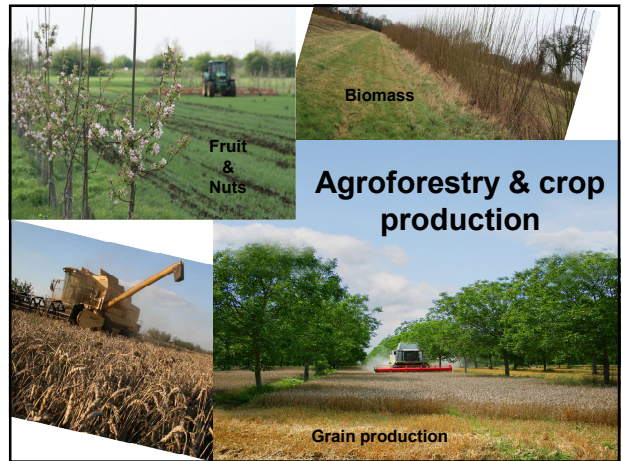 Biomass
Fruit
&
Nuts
Agroforestry & crop
production
Grain production